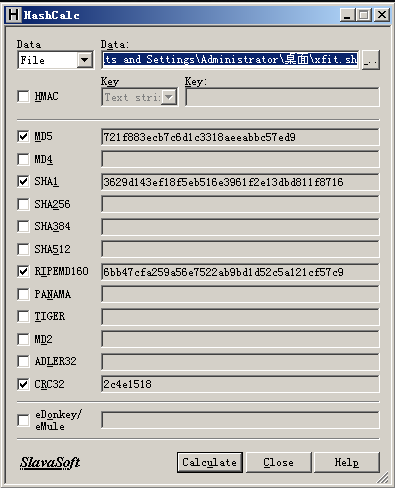 HashCalc
Data Data:
File ts and Settings\Administrator\桌面\xfit.sh ...
Key Key:
HMAC Text stri:
MD5 721f883ecb7c6d1c3318aeeabbc57ed9
MD4
SHA1 3629d143ef18f5eb516e3961f2e13dbd811f8716
SHA256
SHA384
SHA512
RIPEMD160 6bb47cfa259a56e7522ab9bd1d52c5a121cf57c9
PANAMA
TIGER
MD2
ADLER32
CRC32 2c4e1518
eDonkey/
eMule
SlavaSoft Calculate Close Help